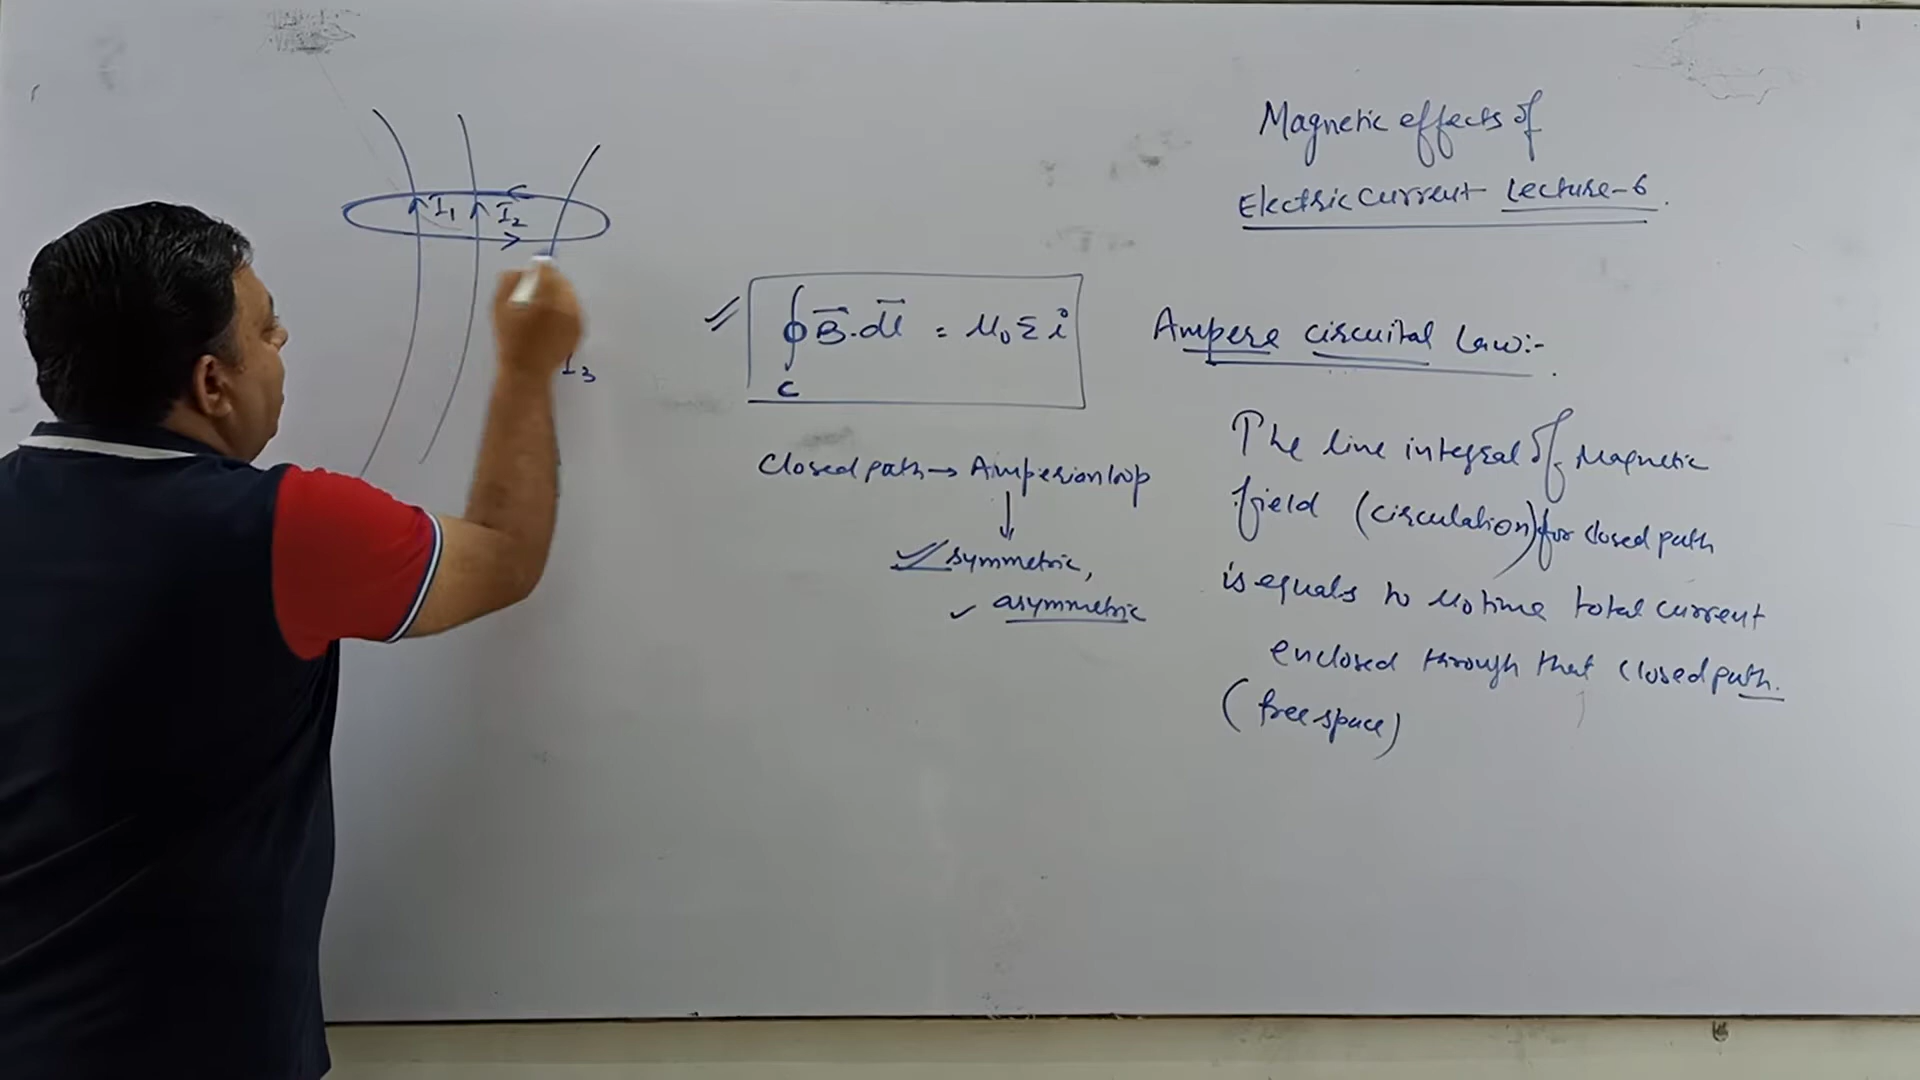 Magnetic effects of
Electric Current Lecture-6.
I₁ I₂
I₃
∮ B⃗.dl⃗ = μ₀ Σ i
C
Closed path → Amperian loop
↓
symmetric,
asymmetric
Ampere circuital Law:-
The line integral of Magnetic
field (circulation) for closed path
is equals to μ₀ time total current
enclosed through that closed path.
(free space)